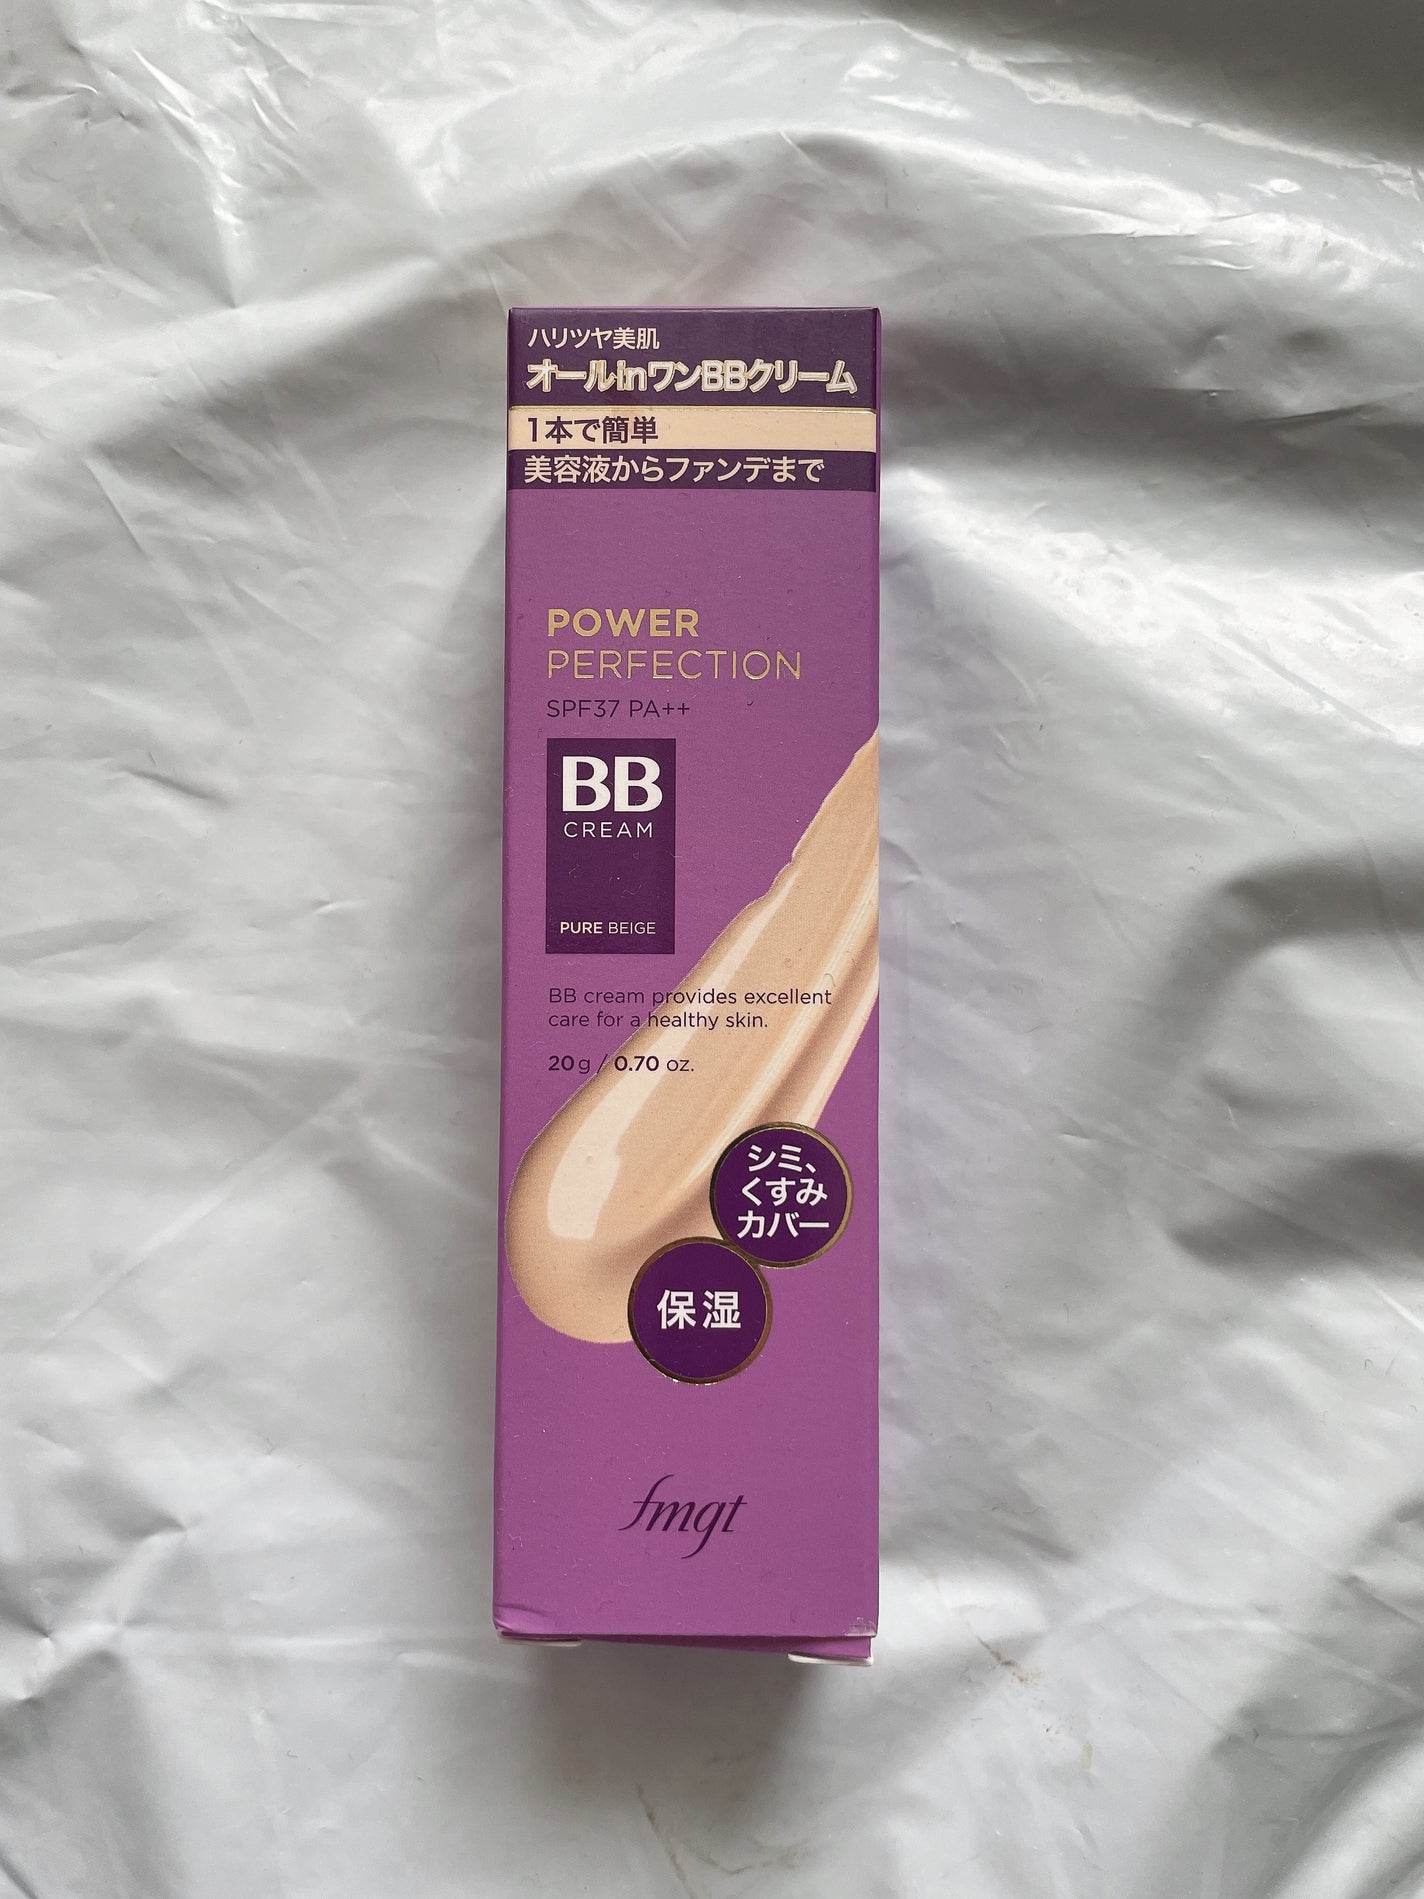 ハリツヤ美肌
オールinワンBBクリーム
1本で簡単
美容液からファンデまで
POWER
PERFECTION
SPF37 PA++
BB
CREAM
PURE BEIGE
BB cream provides excellent
care for a healthy skin.
20g / 0.70 oz.
シミ、
くすみ
カバー
保湿
fmgt